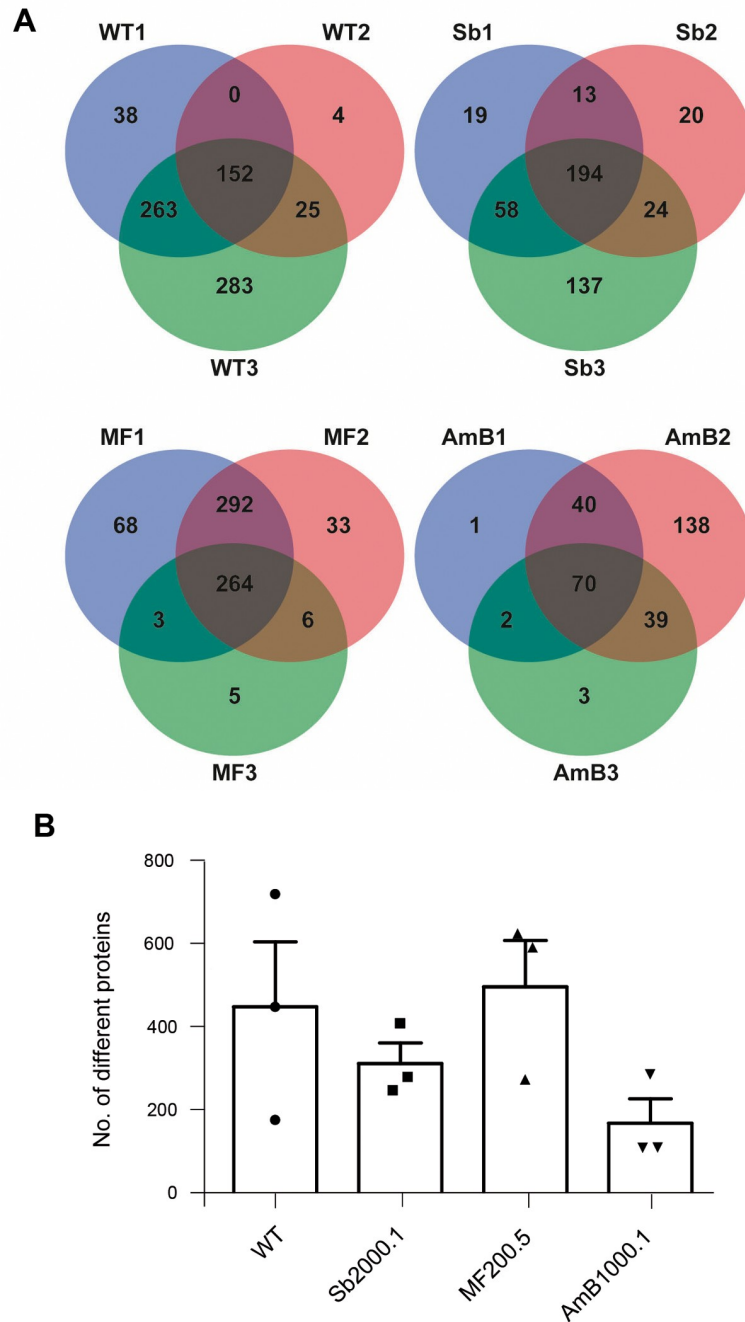 A
WT1 WT2 Sb1 Sb2
38 0 4 19 13 20
152 194
263 25 58 24
283 137
WT3 Sb3
MF1 MF2 AmB1 AmB2
68 292 33 1 40 138
264 70
3 6 2 39
5 3
MF3 AmB3
B
No. of different proteins
800
600
400
200
0
WT Sb2000.1 MF200.5 AmB1000.1